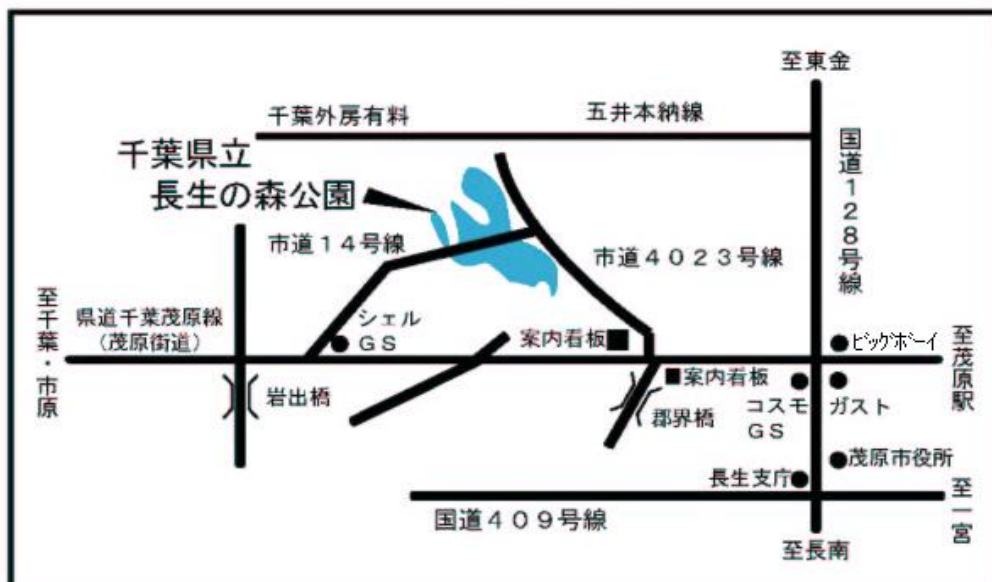 至東金
千葉外房有料
五井本納線
千葉県立
長生の森公園
国道128号線
市道14号線
市道4023号線
至千葉・市原
県道千葉茂原線
(茂原街道)
シェル
GS
案内看板
ビッグボーイ
至茂原駅
岩出橋
案内看板
郡界橋
コスモ
GS
ガスト
茂原市役所
長生支庁
至一宮
国道409号線
至長南